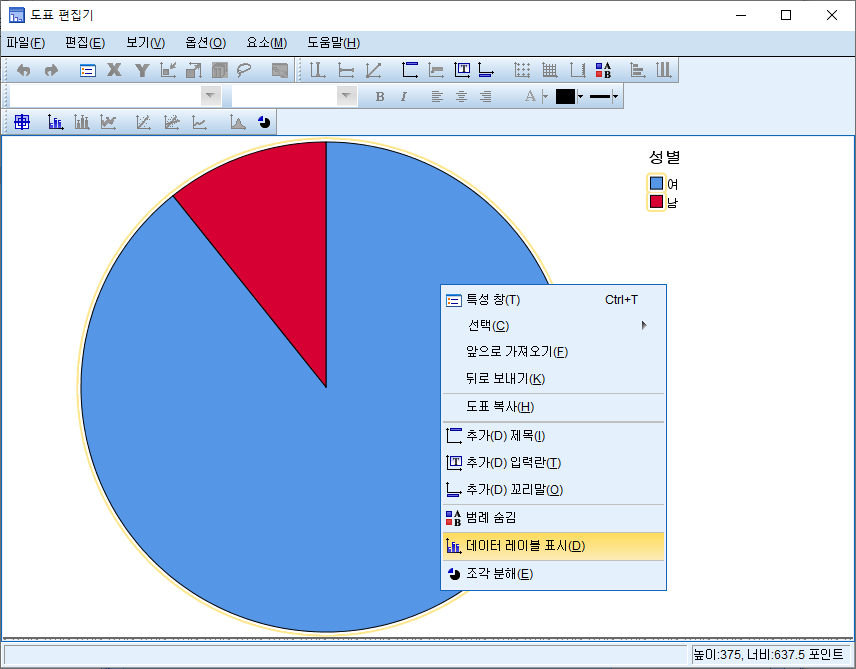 도표 편집기
파일(F) 편집(E) 보기(V) 옵션(O) 요소(M) 도움말(H)
X Y T A B
B I A
성별
여
남
특성 창(T) Ctrl+T
선택(C)
앞으로 가져오기(F)
뒤로 보내기(K)
도표 복사(H)
추가(D) 제목(I)
T 추가(D) 입력란(T)
추가(D) 꼬리말(O)
A B 범례 숨김
데이터 레이블 표시(D)
조각 분해(E)
높이:375, 너비:637.5 포인트